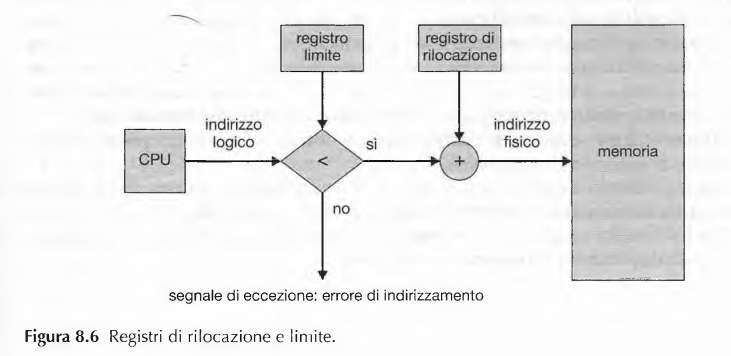 registro
limite
registro di
rilocazione
indirizzo
logico
indirizzo
fisico
CPU
<
sì
+
memoria
no
segnale di eccezione: errore di indirizzamento
Figura 8.6 Registri di rilocazione e limite.